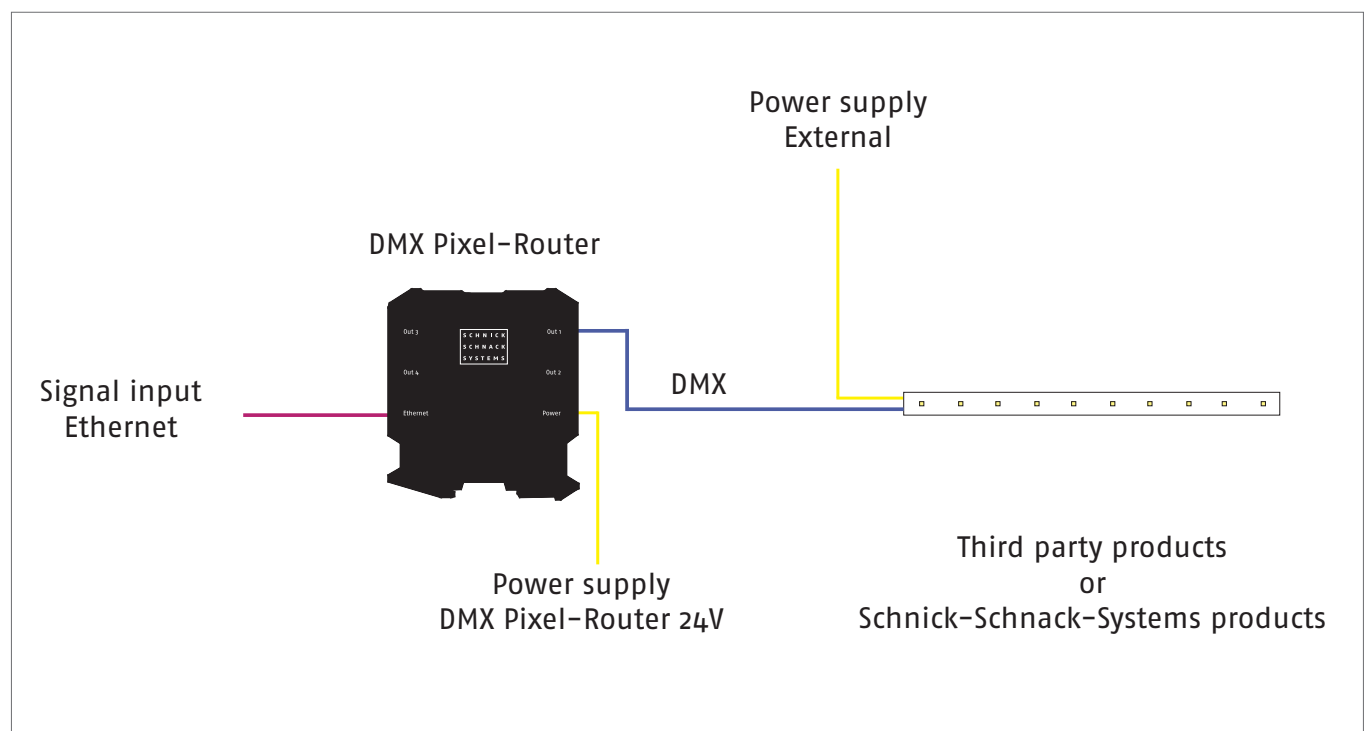 Power supply
External
DMX Pixel-Router
Out 3
SCHNICK
SCHNACK
SYSTEMS
Out 1
Out 4
Out 2
Ethernet
Power
Signal input
Ethernet
DMX
Power supply
DMX Pixel-Router 24V
Third party products
or
Schnick-Schnack-Systems products